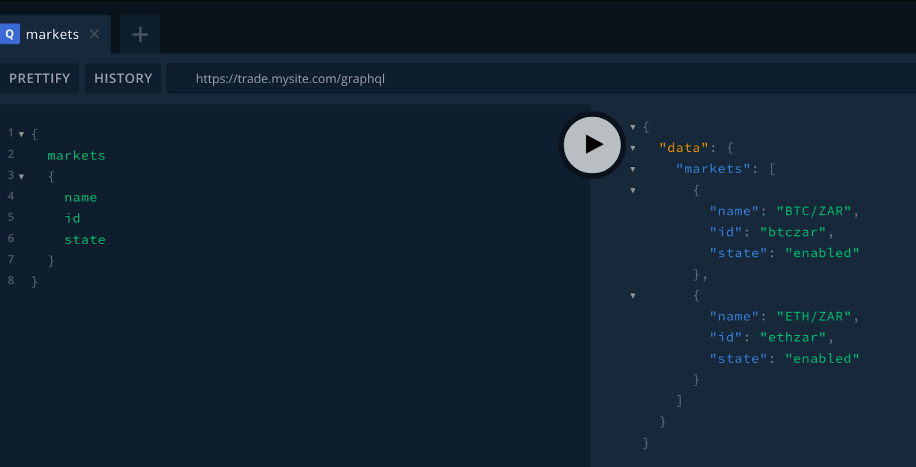 Q markets ✕ +
PRETTIFY HISTORY https://trade.mysite.com/graphql
1 ▾ {
2 markets
3 ▾ {
4 name
5 id
6 state
7 }
8 }
▾ {
▾ "data": {
▾ "markets": [
▾ {
"name": "BTC/ZAR",
"id": "btczar",
"state": "enabled"
},
▾ {
"name": "ETH/ZAR",
"id": "ethzar",
"state": "enabled"
}
]
}
}